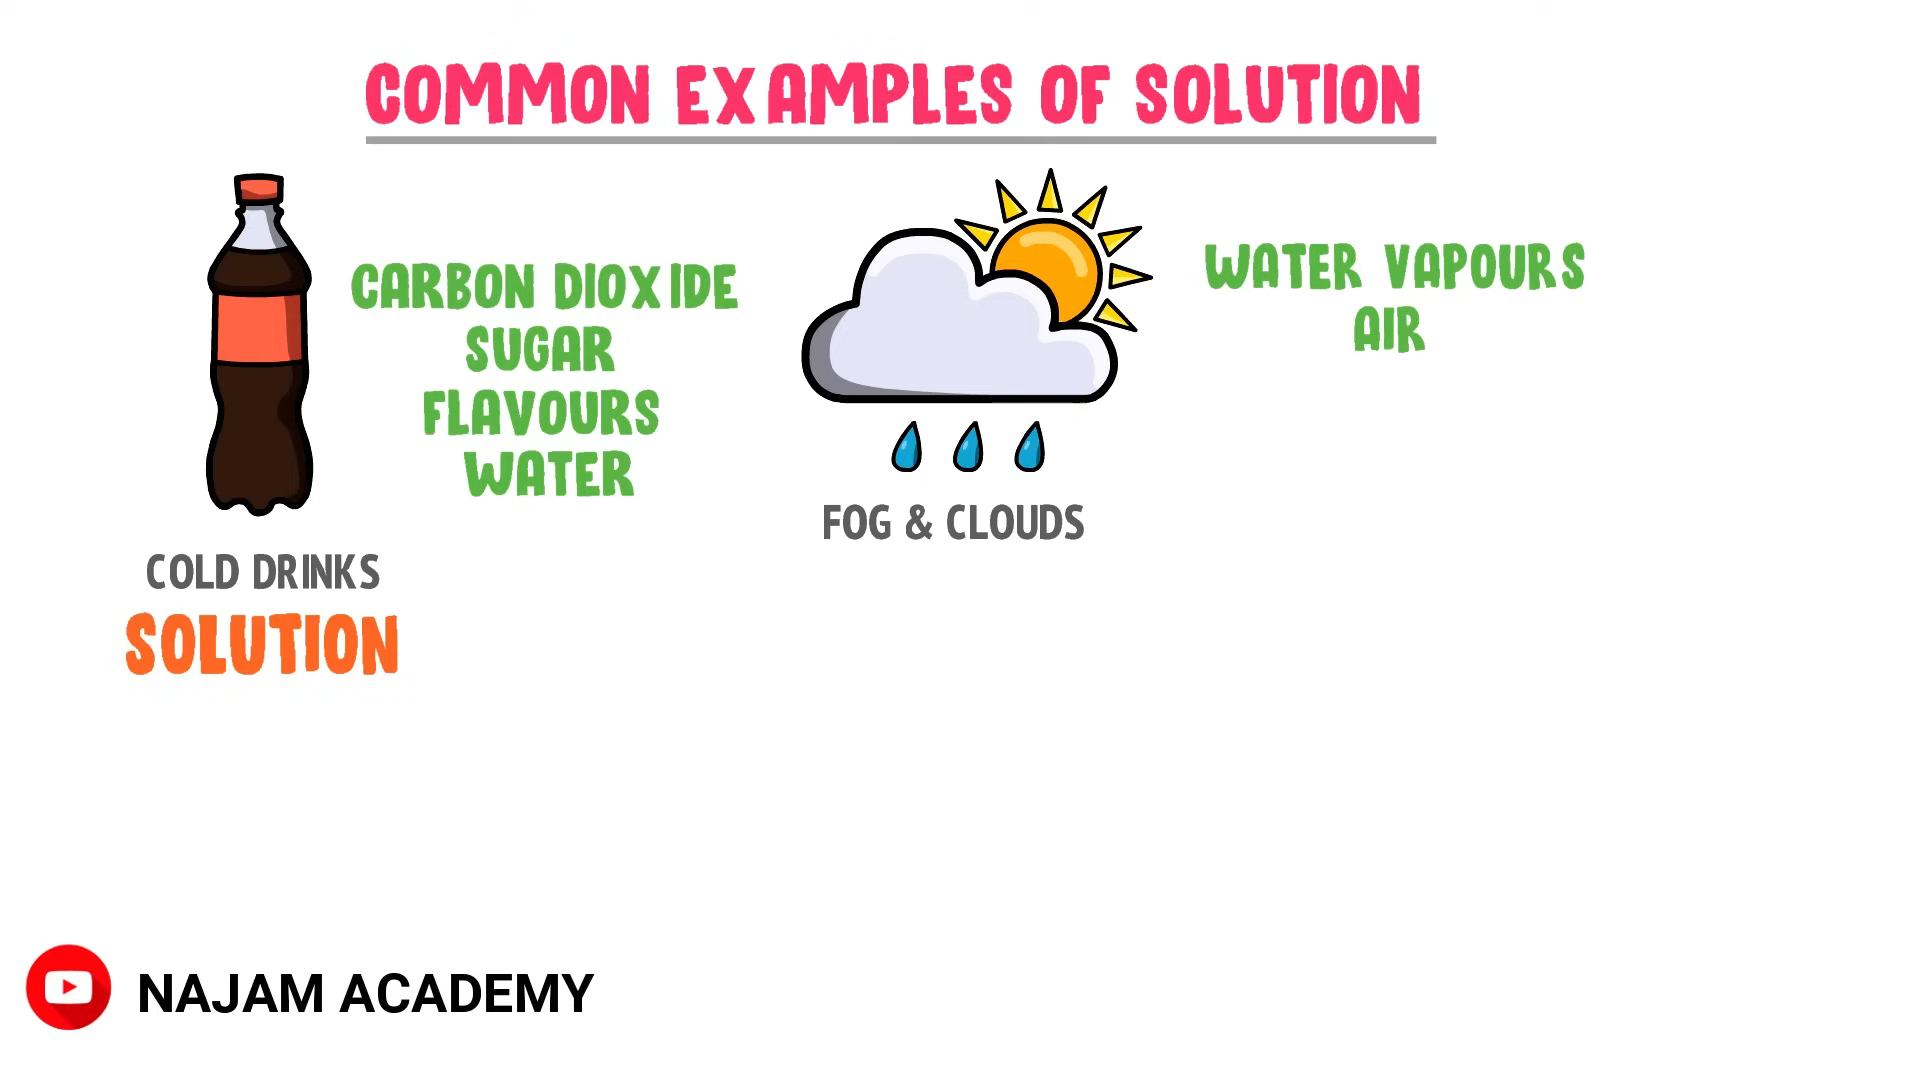 COMMON EXAMPLES OF SOLUTION
CARBON DIOXIDE
SUGAR
FLAVOURS
WATER
COLD DRINKS
SOLUTION
WATER VAPOURS
AIR
FOG & CLOUDS
NAJAM ACADEMY